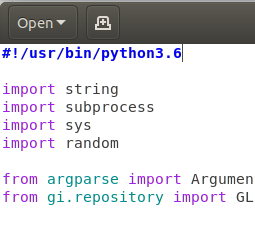 Open
#!/usr/bin/python3.6
import string
import subprocess
import sys
import random
from argparse import Argumen
from gi.repository import GL